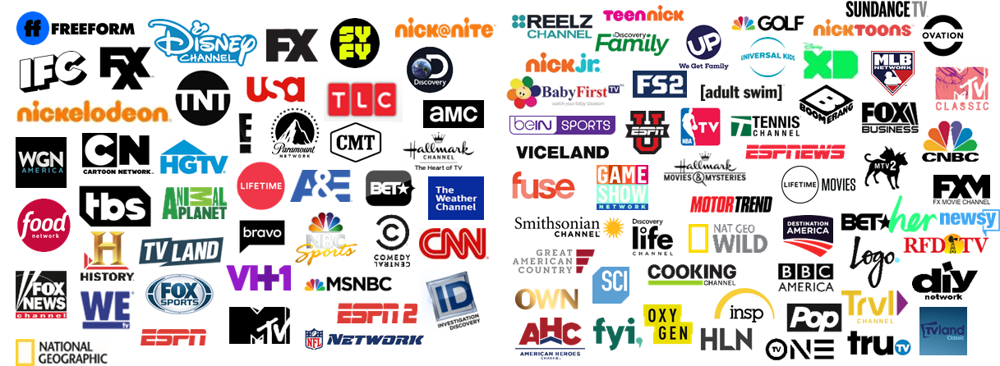 ff FREEFORM
Disney
CHANNEL
FX
SY
FY
nick@nite
IFC
FXX
D
Discovery
nickelodeon
TNT
usa
TLC
aMC
E!
Paramount
NETWORK
CMT
Hallmark
CHANNEL
The Heart of TV
WGN
AMERICA
CN
CARTOON NETWORK
HGTV
LIFETIME
A&E
BET★
The
Weather
Channel
tbs
ANIMAL
PLANET
food
network
bravo
NBC
Sports
COMEDY
CENTRAL
CNN
H
HISTORY
TV LAND
VH1
MSNBC
FOX
NEWS
channel
WE
tv
FOX
SPORTS
ID
INVESTIGATION
DISCOVERY
ESPN 2
ESPN
MTV
NFL NETWORK
NATIONAL
GEOGRAPHIC
REELZ
CHANNEL
TEENNICK
Discovery
Family
UP
We Get Family
GOLF
SUNDANCE TV
NICKTOONS
OVATION
nick jr.
UNIVERSAL KIDS
Disney
XD
MLB
NETWORK
BabyFirst TV
watch your baby blossom
FS2
[adult swim]
BOOMERANG
MTV
CLASSIC
beIN SPORTS
ESPN
U
NBA
TV
TENNIS
CHANNEL
FOX
BUSINESS
CNBC
VICELAND
ESPNEWS
MTV2
fuse
GAME
SHOW
NETWORK
Hallmark
MOVIES & MYSTERIES
LIFETIME MOVIES
FXM
FX MOVIE CHANNEL
MOTORTREND
BET★her
newsy
Smithsonian
CHANNEL
Discovery
life
CHANNEL
NAT GEO
WILD
DESTINATION
AMERICA
RFD TV
GREAT
AMERICAN
COUNTRY
SCI
COOKING
CHANNEL
BBC
AMERICA
Logo.
diy
network
OWN
OXY
GEN
insp
Pop
Trvl
CHANNEL
AHC
AMERICAN HEROES
CHANNEL
fyi,
HLN
TV ONE
tru TV
TV land
Classic